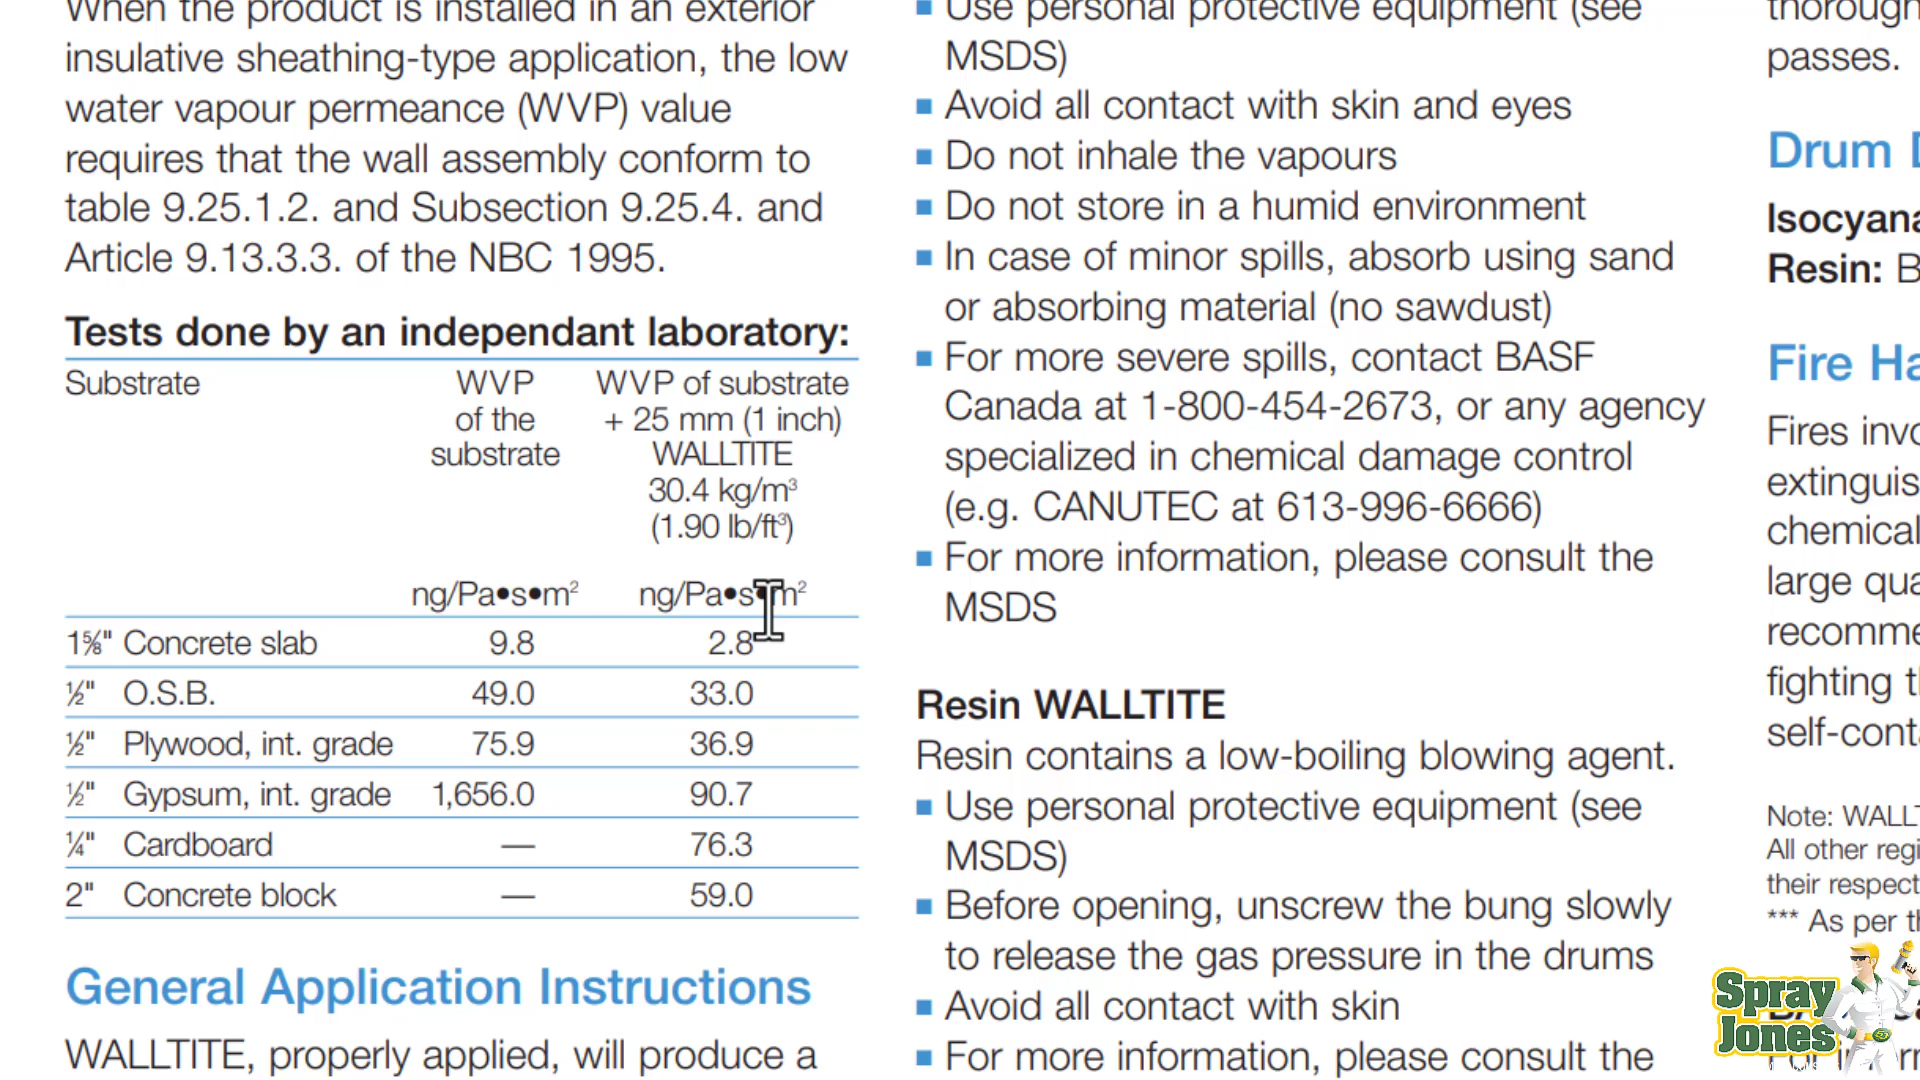 When the product is installed in an exterior
insulative sheathing-type application, the low
water vapour permeance (WVP) value
requires that the wall assembly conform to
table 9.25.1.2. and Subsection 9.25.4. and
Article 9.13.3.3. of the NBC 1995.
Tests done by an independant laboratory:
Substrate WVP of the substrate WVP of substrate + 25 mm (1 inch) WALLTITE 30.4 kg/m³ (1.90 lb/ft³)
ng/Pa•s•m² ng/Pa•s•m²
1⅝" Concrete slab 9.8 2.8
½" O.S.B. 49.0 33.0
½" Plywood, int. grade 75.9 36.9
½" Gypsum, int. grade 1,656.0 90.7
¼" Cardboard — 76.3
2" Concrete block — 59.0
General Application Instructions
WALLTITE, properly applied, will produce a
■ Use personal protective equipment (see
MSDS)
■ Avoid all contact with skin and eyes
■ Do not inhale the vapours
■ Do not store in a humid environment
■ In case of minor spills, absorb using sand
or absorbing material (no sawdust)
■ For more severe spills, contact BASF
Canada at 1-800-454-2673, or any agency
specialized in chemical damage control
(e.g. CANUTEC at 613-996-6666)
■ For more information, please consult the
MSDS
Resin WALLTITE
Resin contains a low-boiling blowing agent.
■ Use personal protective equipment (see
MSDS)
■ Before opening, unscrew the bung slowly
to release the gas pressure in the drums
■ Avoid all contact with skin
■ For more information, please consult the
thorough
passes.
Drum
Isocyana
Resin: B
Fire Ha
Fires invo
extinguis
chemical
large qua
recomme
fighting t
self-conta
Note: WALLT
All other regi
their respect
*** As per th
Spray
Jones